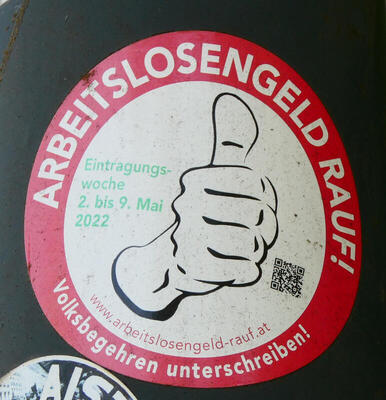 ARBEITSLOSENGELD RAUF!
Eintragungs-
woche
2. bis 9. Mai
2022
www.arbeitslosengeld-rauf.at
Volksbegehren unterschreiben!